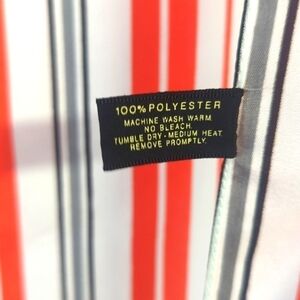 100% POLYESTER
MACHINE WASH WARM
NO BLEACH.
TUMBLE DRY - MEDIUM HEAT
REMOVE PROMPTLY.